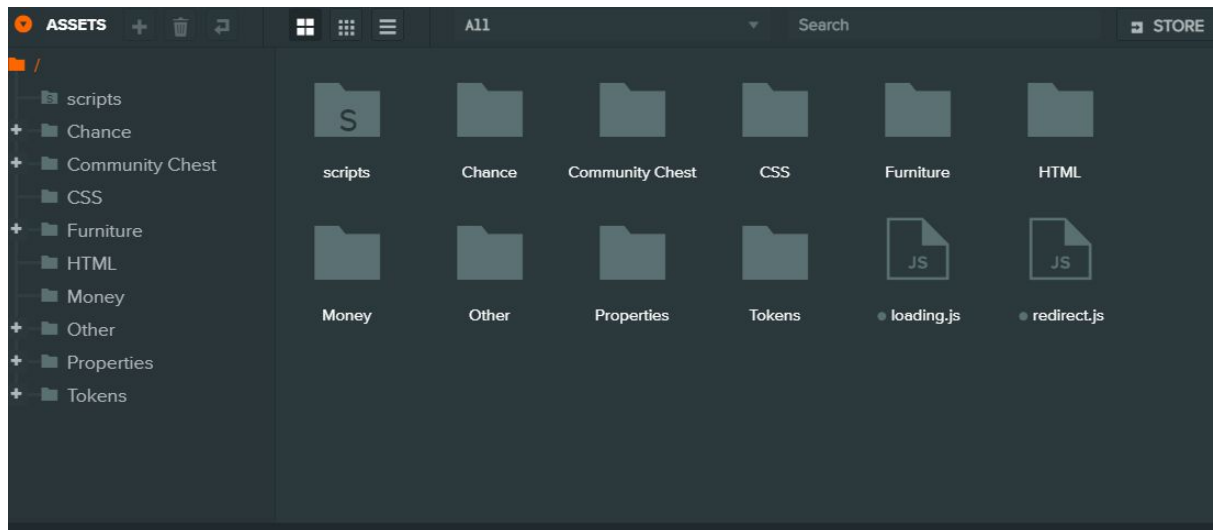 ASSETS All Search STORE
/
scripts
Chance
Community Chest
CSS
Furniture
HTML
Money
Other
Properties
Tokens
S
scripts Chance Community Chest CSS Furniture HTML
JS JS
Money Other Properties Tokens loading.js redirect.js